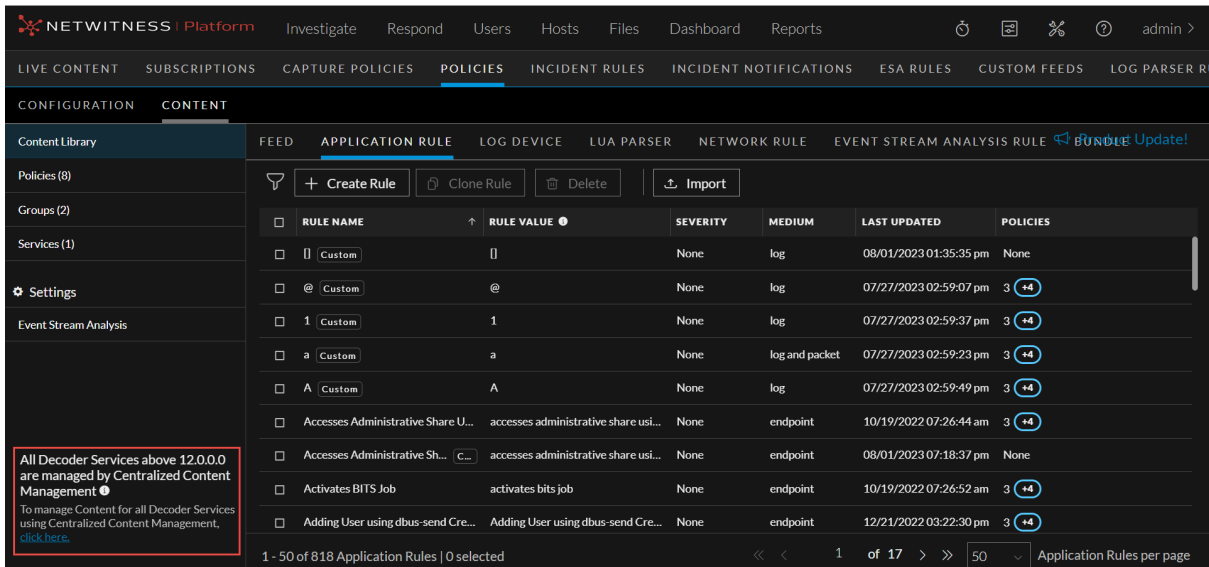 NETWITNESS | Platform Investigate Respond Users Hosts Files Dashboard Reports admin >
LIVE CONTENT SUBSCRIPTIONS CAPTURE POLICIES POLICIES INCIDENT RULES INCIDENT NOTIFICATIONS ESA RULES CUSTOM FEEDS LOG PARSER R
CONFIGURATION CONTENT
Content Library
Policies (8)
Groups (2)
Services (1)
Settings
Event Stream Analysis
All Decoder Services above 12.0.0.0
are managed by Centralized Content
Management
To manage Content for all Decoder Services
using Centralized Content Management,
click here.
FEED APPLICATION RULE LOG DEVICE LUA PARSER NETWORK RULE EVENT STREAM ANALYSIS RULE BUNDLE Product Update!
+ Create Rule Clone Rule Delete Import
RULE NAME ↑ RULE VALUE SEVERITY MEDIUM LAST UPDATED POLICIES
[] Custom [] None log 08/01/2023 01:35:35 pm None
@ Custom @ None log 07/27/2023 02:59:07 pm 3 +4
1 Custom 1 None log 07/27/2023 02:59:37 pm 3 +4
a Custom a None log and packet 07/27/2023 02:59:23 pm 3 +4
A Custom A None log 07/27/2023 02:59:49 pm 3 +4
Accesses Administrative Share U... accesses administrative share usi... None endpoint 10/19/2022 07:26:44 am 3 +4
Accesses Administrative Sh... C... accesses administrative share usi... None endpoint 08/01/2023 07:18:37 pm None
Activates BITS Job activates bits job None endpoint 10/19/2022 07:26:52 am 3 +4
Adding User using dbus-send Cre... Adding User using dbus-send Cre... None endpoint 12/21/2022 03:22:30 pm 3 +4
1 - 50 of 818 Application Rules | 0 selected << < 1 of 17 > >> 50 Application Rules per page